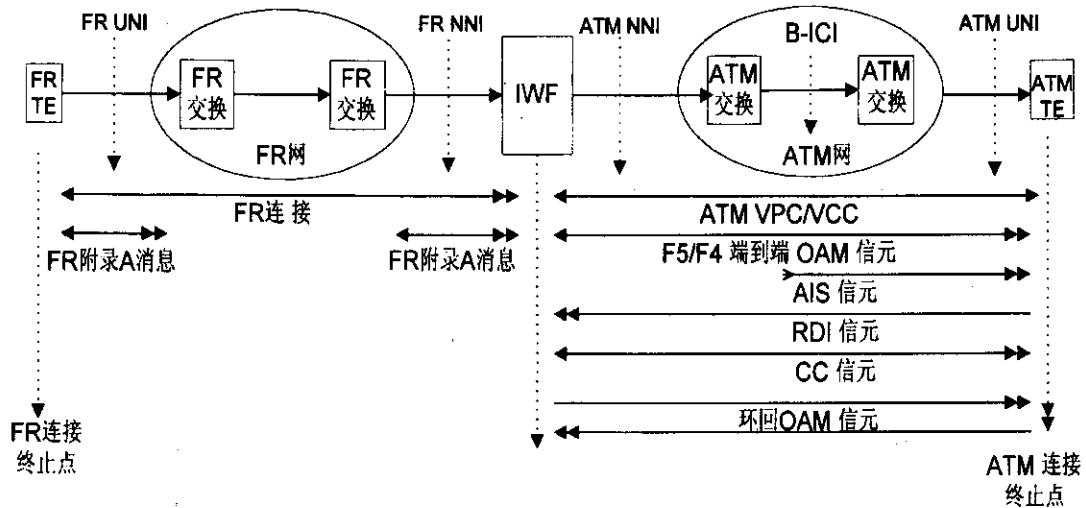 FR UNI
FR NNI
ATM NNI
B-ICI
ATM UNI
FR
TE
FR
交换
FR
交换
IWF
ATM
交换
ATM
交换
ATM
TE
FR网
ATM网
FR连 接
ATM VPC/VCC
FR附录A消息
FR附录A消息
F5/F4 端到端 OAM 信元
AIS 信元
RDI 信元
CC 信元
环回OAM 信元
FR连接
终止点
ATM 连接
终止点